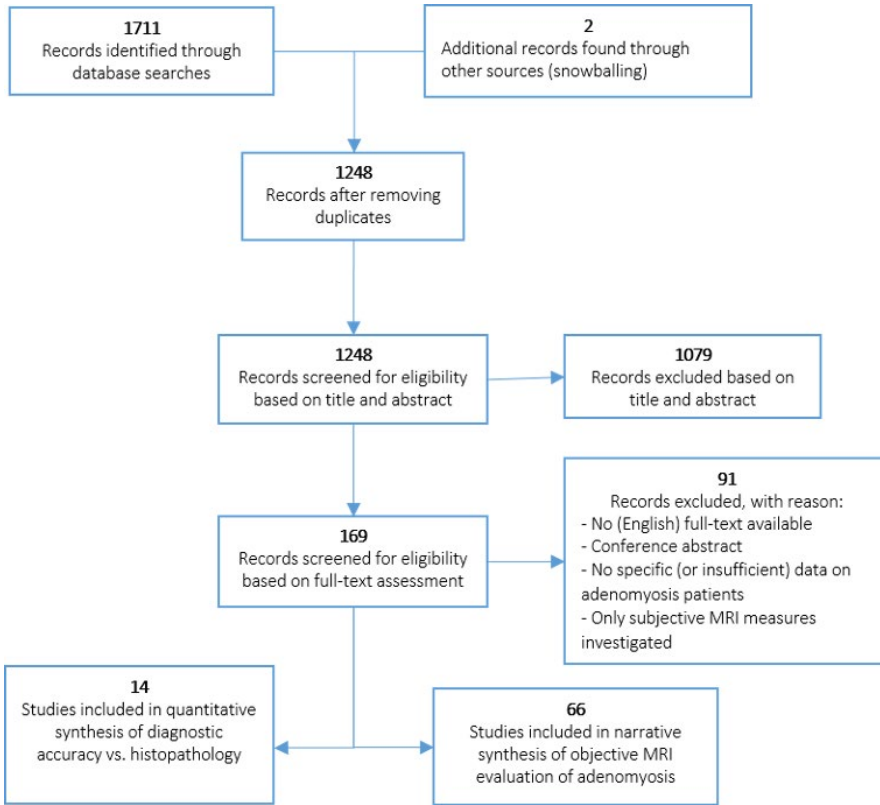 1711
Records identified through
database searches
2
Additional records found through
other sources (snowballing)
1248
Records after removing
duplicates
1248
Records screened for eligibility
based on title and abstract
1079
Records excluded based on
title and abstract
169
Records screened for eligibility
based on full-text assessment
91
Records excluded, with reason:
- No (English) full-text available
- Conference abstract
- No specific (or insufficient) data on
adenomyosis patients
- Only subjective MRI measures
investigated
14
Studies included in quantitative
synthesis of diagnostic
accuracy vs. histopathology
66
Studies included in narrative
synthesis of objective MRI
evaluation of adenomyosis